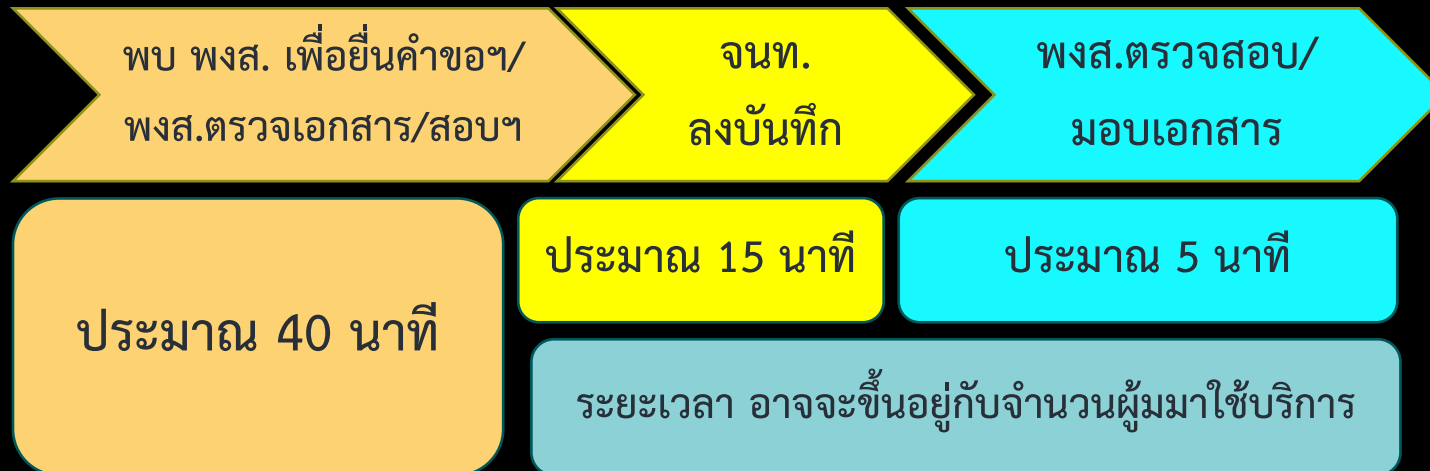 พบ พงส. เพื่อยื่นคำขอฯ/
พงส.ตรวจเอกสาร/สอบฯ
จนท.
ลงบันทึก
พงส.ตรวจสอบ/
มอบเอกสาร
ประมาณ 40 นาที
ประมาณ 15 นาที
ประมาณ 5 นาที
ระยะเวลา อาจจะขึ้นอยู่กับจำนวนผู้มมาใช้บริการ